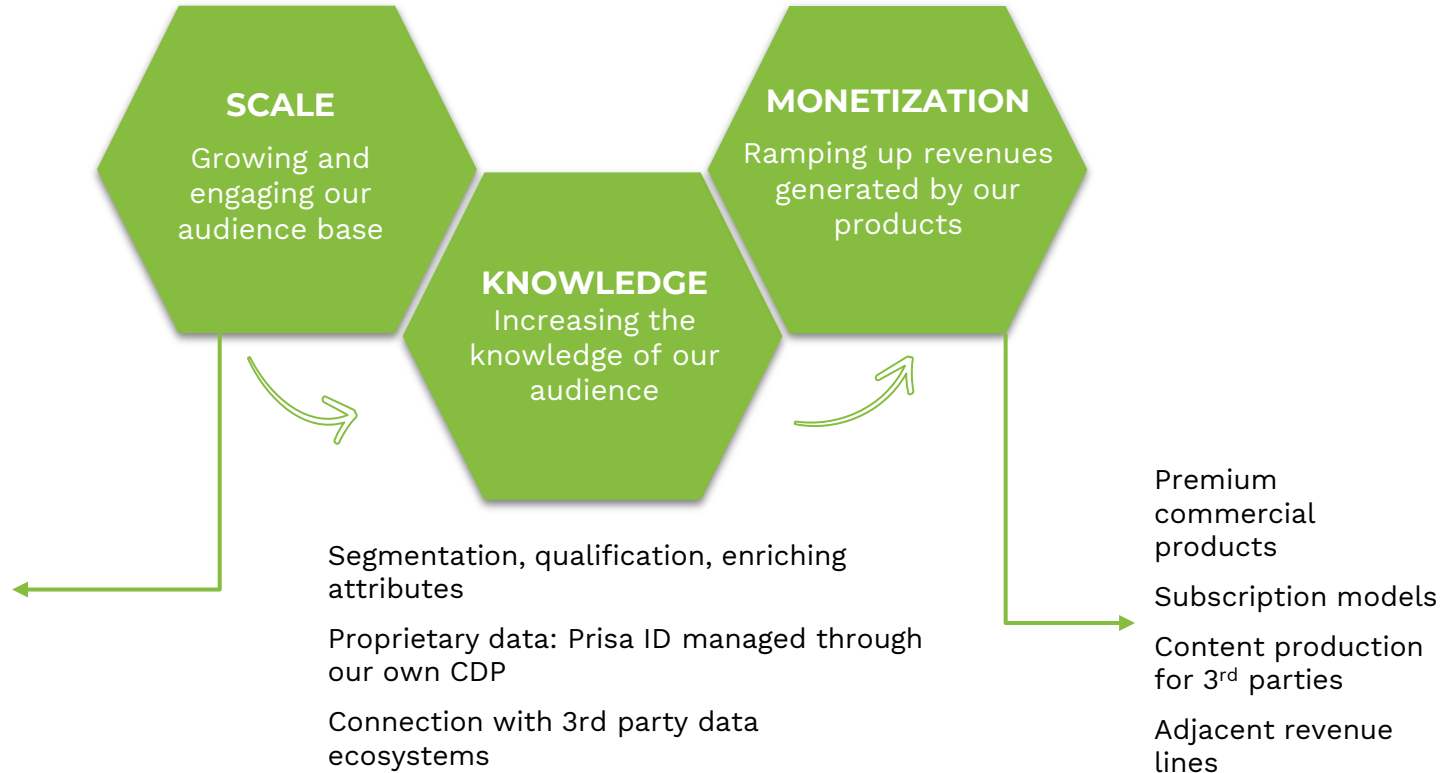 SCALE
Growing and
engaging our
audience base
KNOWLEDGE
Increasing the
knowledge of our
audience
MONETIZATION
Ramping up revenues
generated by our
products
Segmentation, qualification, enriching
attributes
Proprietary data: Prisa ID managed through
our own CDP
Connection with 3rd party data
ecosystems
Premium
commercial
products
Subscription models
Content production
for 3rd parties
Adjacent revenue
lines